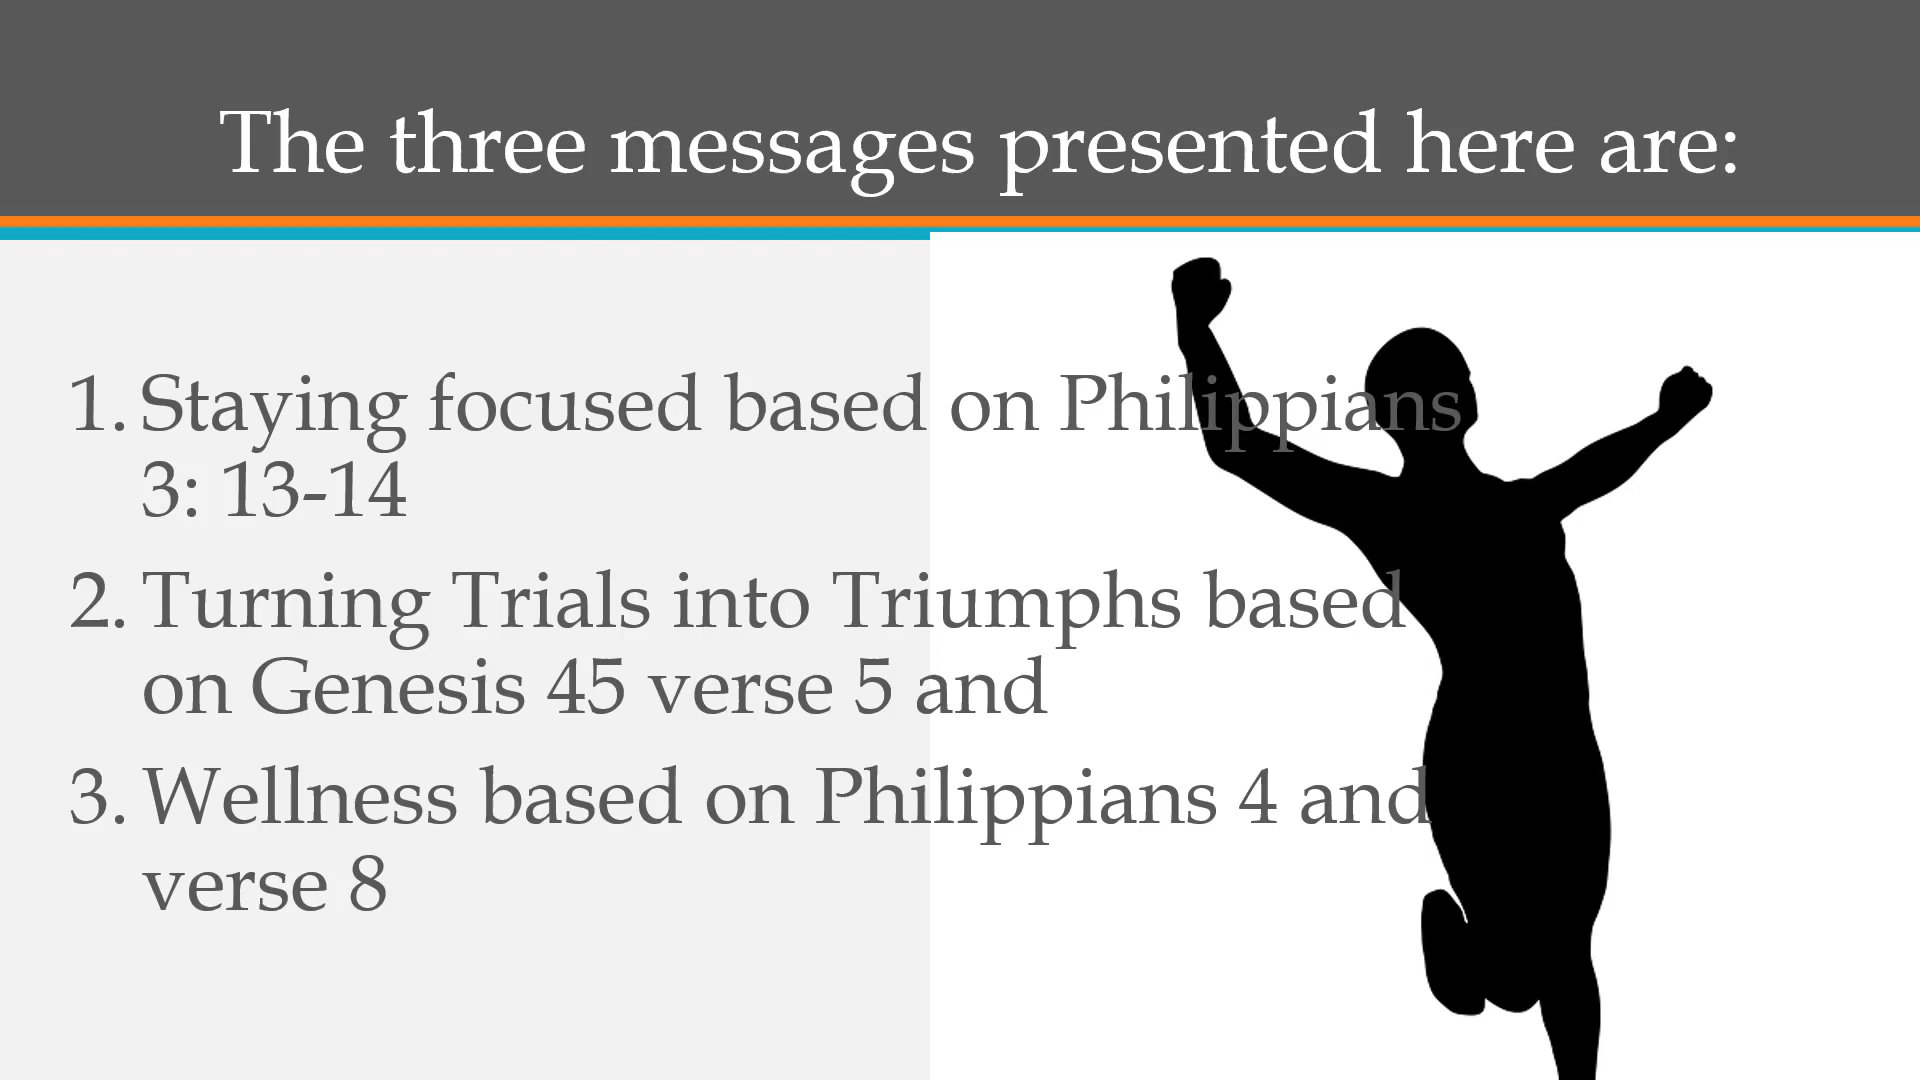 The three messages presented here are:
1. Staying focused based on Philippians
3: 13-14
2. Turning Trials into Triumphs based
on Genesis 45 verse 5 and
3. Wellness based on Philippians 4 and
verse 8